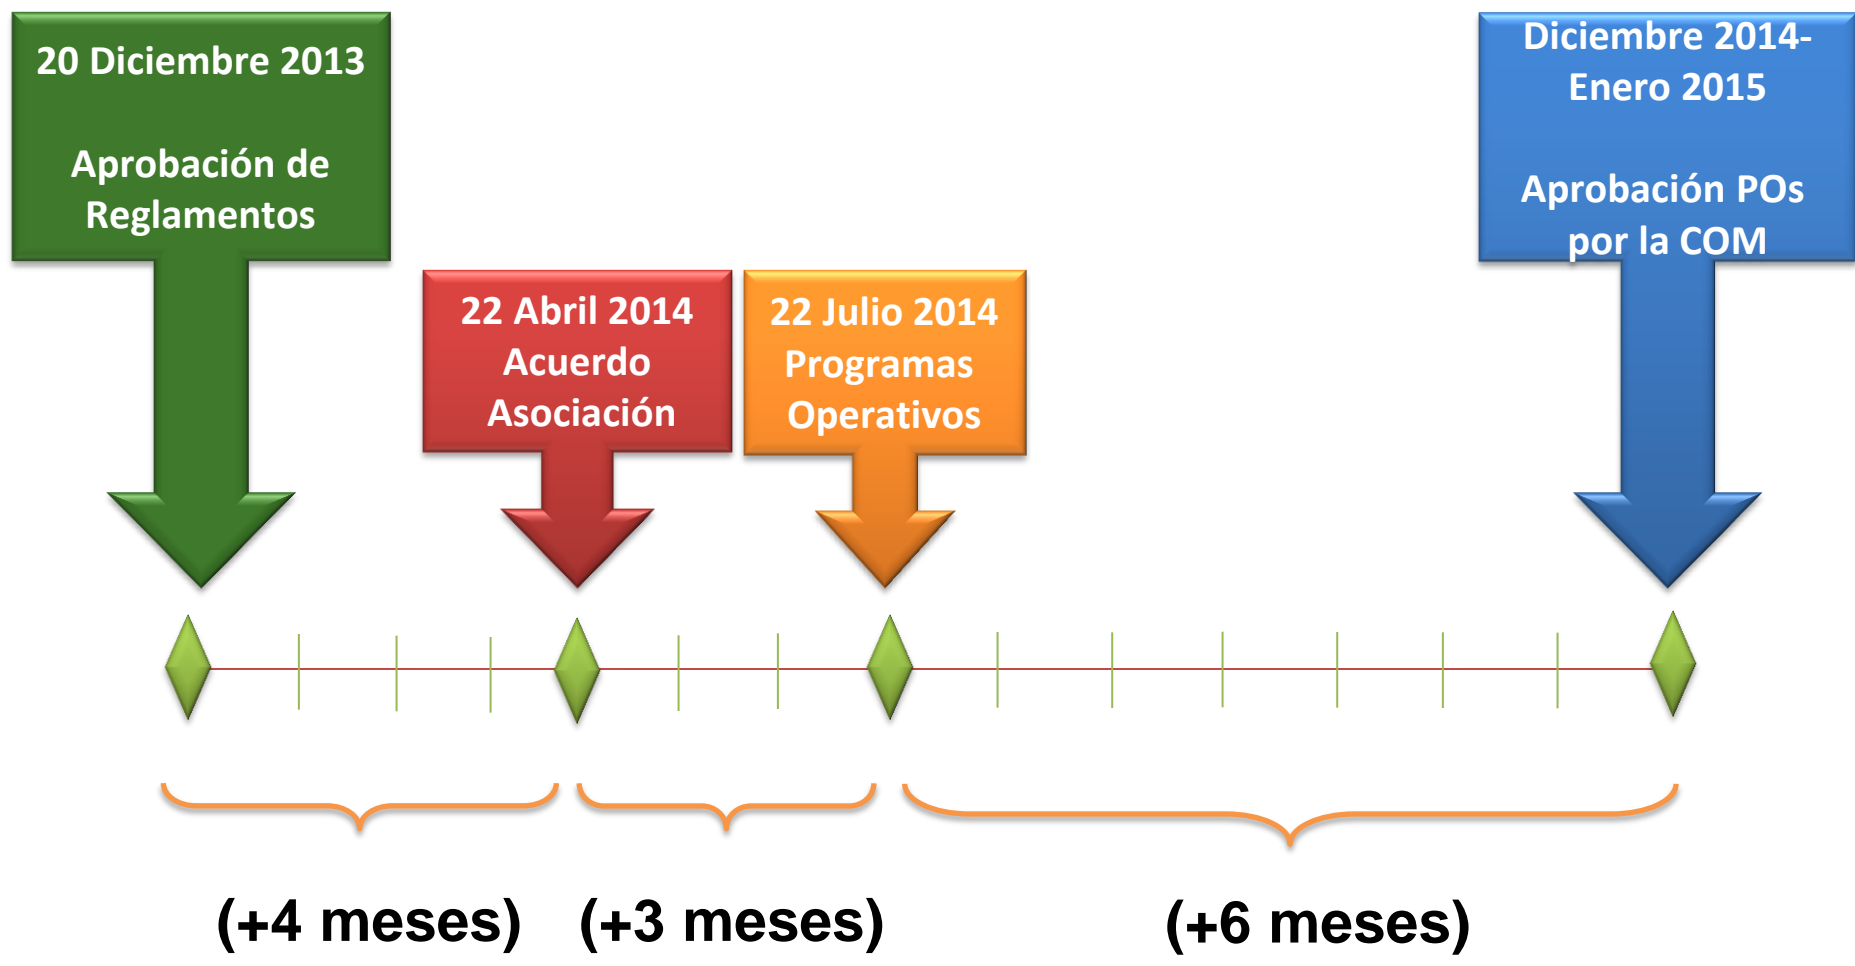 20 Diciembre 2013
Aprobación de
Reglamentos
22 Abril 2014
Acuerdo
Asociación
22 Julio 2014
Programas
Operativos
Diciembre 2014-
Enero 2015
Aprobación POs
por la COM
(+4 meses)
(+3 meses)
(+6 meses)